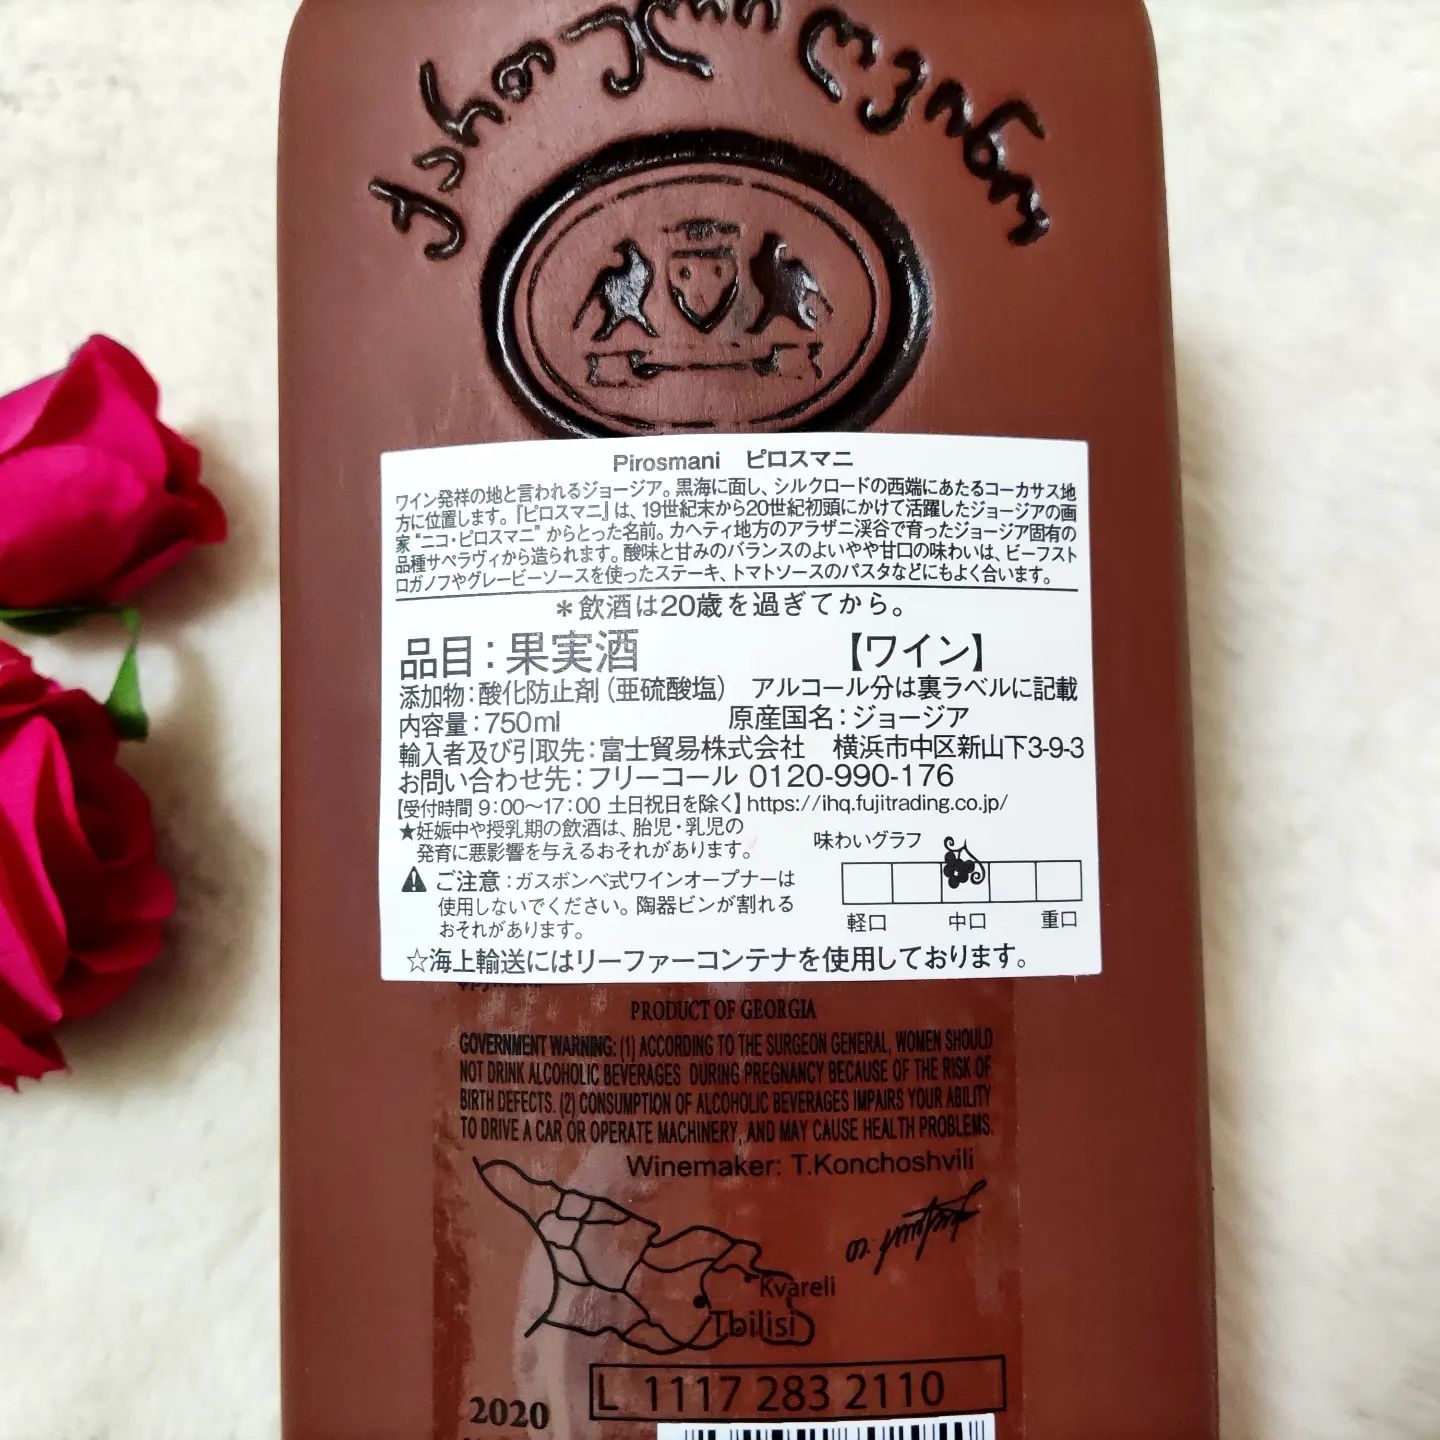 ქართული ღვინო
Pirosmani ピロスマニ
ワイン発祥の地と言われるジョージア。黒海に面し、シルクロードの西端にあたるコーカサス地
方に位置します。『ピロスマニ』は、19世紀末から20世紀初頭にかけて活躍したジョージアの画
家“ニコ・ピロスマニ”からとった名前。カヘティ地方のアラザニ渓谷で育ったジョージア固有の
品種サペラヴィから造られます。酸味と甘みのバランスのよいやや甘口の味わいは、ビーフスト
ロガノフやグレービーソースを使ったステーキ、トマトソースのパスタなどにもよく合います。
＊飲酒は20歳を過ぎてから。
品目：果実酒 【ワイン】
添加物：酸化防止剤（亜硫酸塩） アルコール分は裏ラベルに記載
内容量：750ml 原産国名：ジョージア
輸入者及び引取先：富士貿易株式会社 横浜市中区新山下3-9-3
お問い合わせ先：フリーコール 0120-990-176
【受付時間 9：00〜17：00 土日祝日を除く】https://ihq.fujitrading.co.jp/
★妊娠中や授乳期の飲酒は、胎児・乳児の
発育に悪影響を与えるおそれがあります。
ご注意：ガスボンベ式ワインオープナーは
使用しないでください。陶器ビンが割れる
おそれがあります。
味わいグラフ
軽口 中口 重口
☆海上輸送にはリーファーコンテナを使用しております。
PRODUCT OF GEORGIA
GOVERNMENT WARNING: (1) ACCORDING TO THE SURGEON GENERAL, WOMEN SHOULD
NOT DRINK ALCOHOLIC BEVERAGES DURING PREGNANCY BECAUSE OF THE RISK OF
BIRTH DEFECTS. (2) CONSUMPTION OF ALCOHOLIC BEVERAGES IMPAIRS YOUR ABILITY
TO DRIVE A CAR OR OPERATE MACHINERY, AND MAY CAUSE HEALTH PROBLEMS.
Winemaker: T.Konchoshvili
Kvareli
Tbilisi
L 1117 283 2110
2020